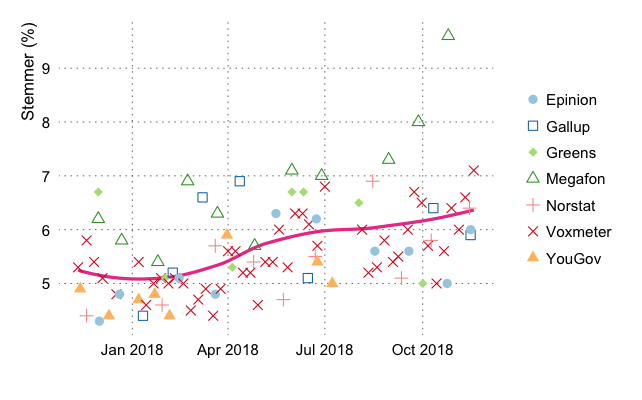 Stemmer (%)
9
8
7
6
5
Jan 2018 Apr 2018 Jul 2018 Oct 2018
Epinion
Gallup
Greens
Megafon
Norstat
Voxmeter
YouGov